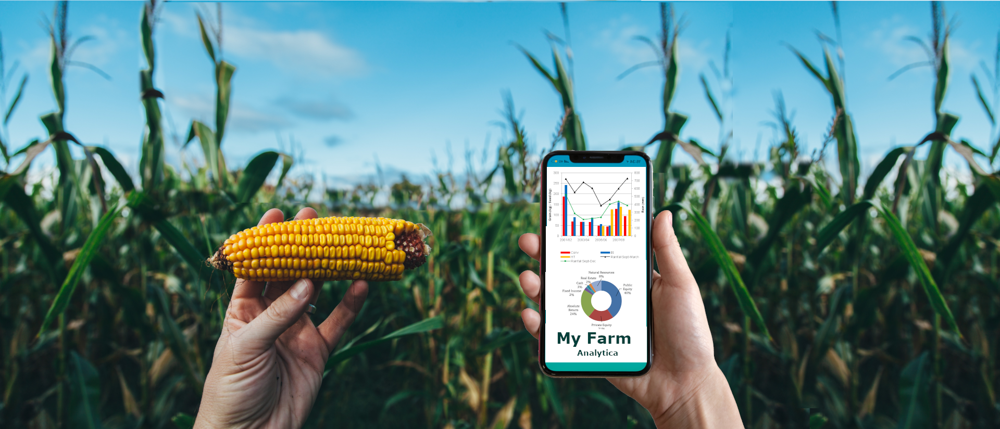 300
250
200
150
100
50
0
Grain (kg) / Seed (kg)
800
700
600
500
400
300
200
100
0
Rain (mm)
2001/02 2003/04 2005/06 2007/08
Conv Bt
HT Rainfall Sept-March
Rainfall Sept-Dec
Natural Resources
8%
Real Estate
2%
Cash
3%
Fixed Income
2%
Public
Equity
40%
Absolute
Return
24%
Private Equity
21%
My Farm
Analytica